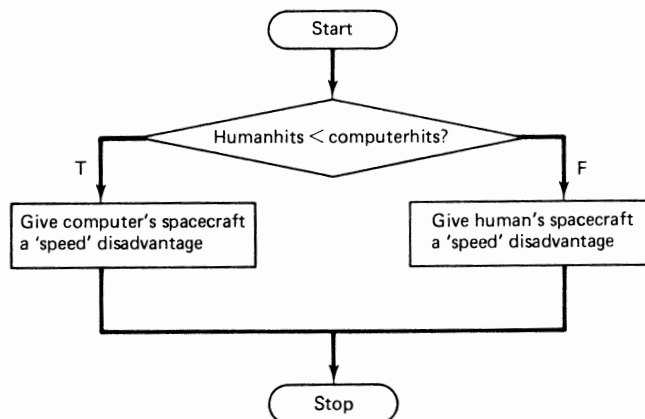 Start
Humanhits < computerhits?
T
F
Give computer's spacecraft
a 'speed' disadvantage
Give human's spacecraft
a 'speed' disadvantage
Stop